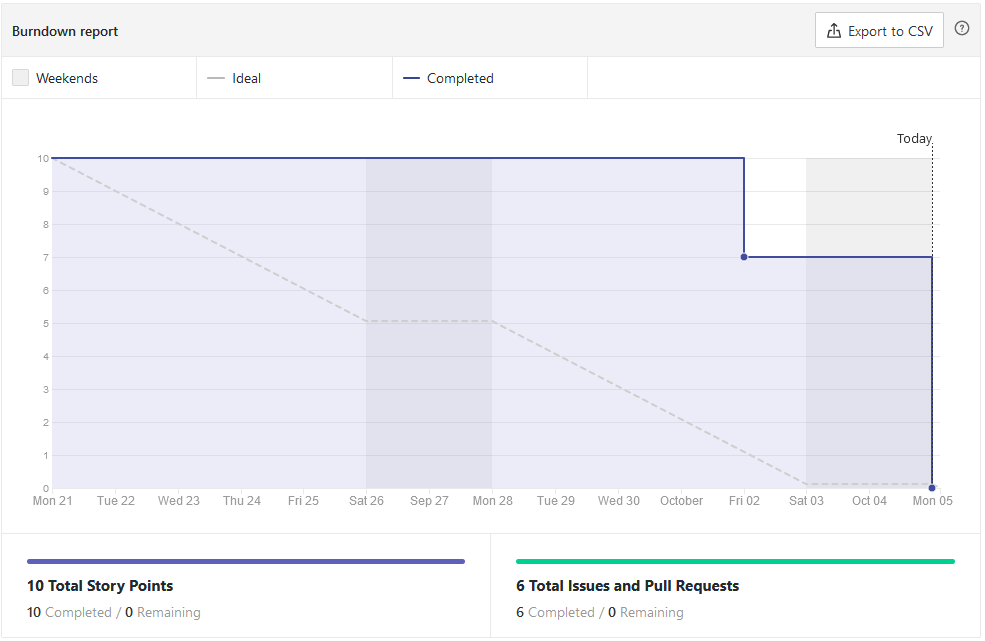 Burndown report
Export to CSV
?
Weekends
Ideal
Completed
Today
10
9
8
7
6
5
4
3
2
1
0
Mon 21 Tue 22 Wed 23 Thu 24 Fri 25 Sat 26 Sep 27 Mon 28 Tue 29 Wed 30 October Fri 02 Sat 03 Oct 04 Mon 05
10 Total Story Points
10 Completed / 0 Remaining
6 Total Issues and Pull Requests
6 Completed / 0 Remaining